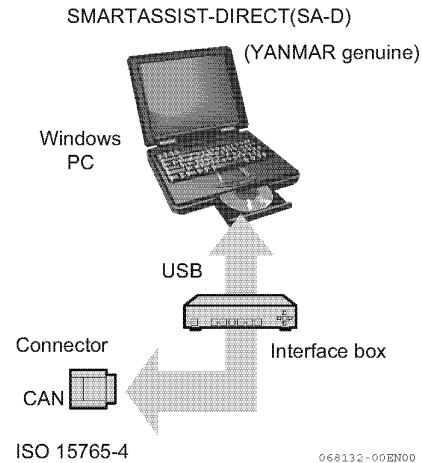 SMARTASSIST-DIRECT(SA-D)
(YANMAR genuine)
Windows
PC
USB
Interface box
Connector
CAN
ISO 15765-4
068132-00EN00